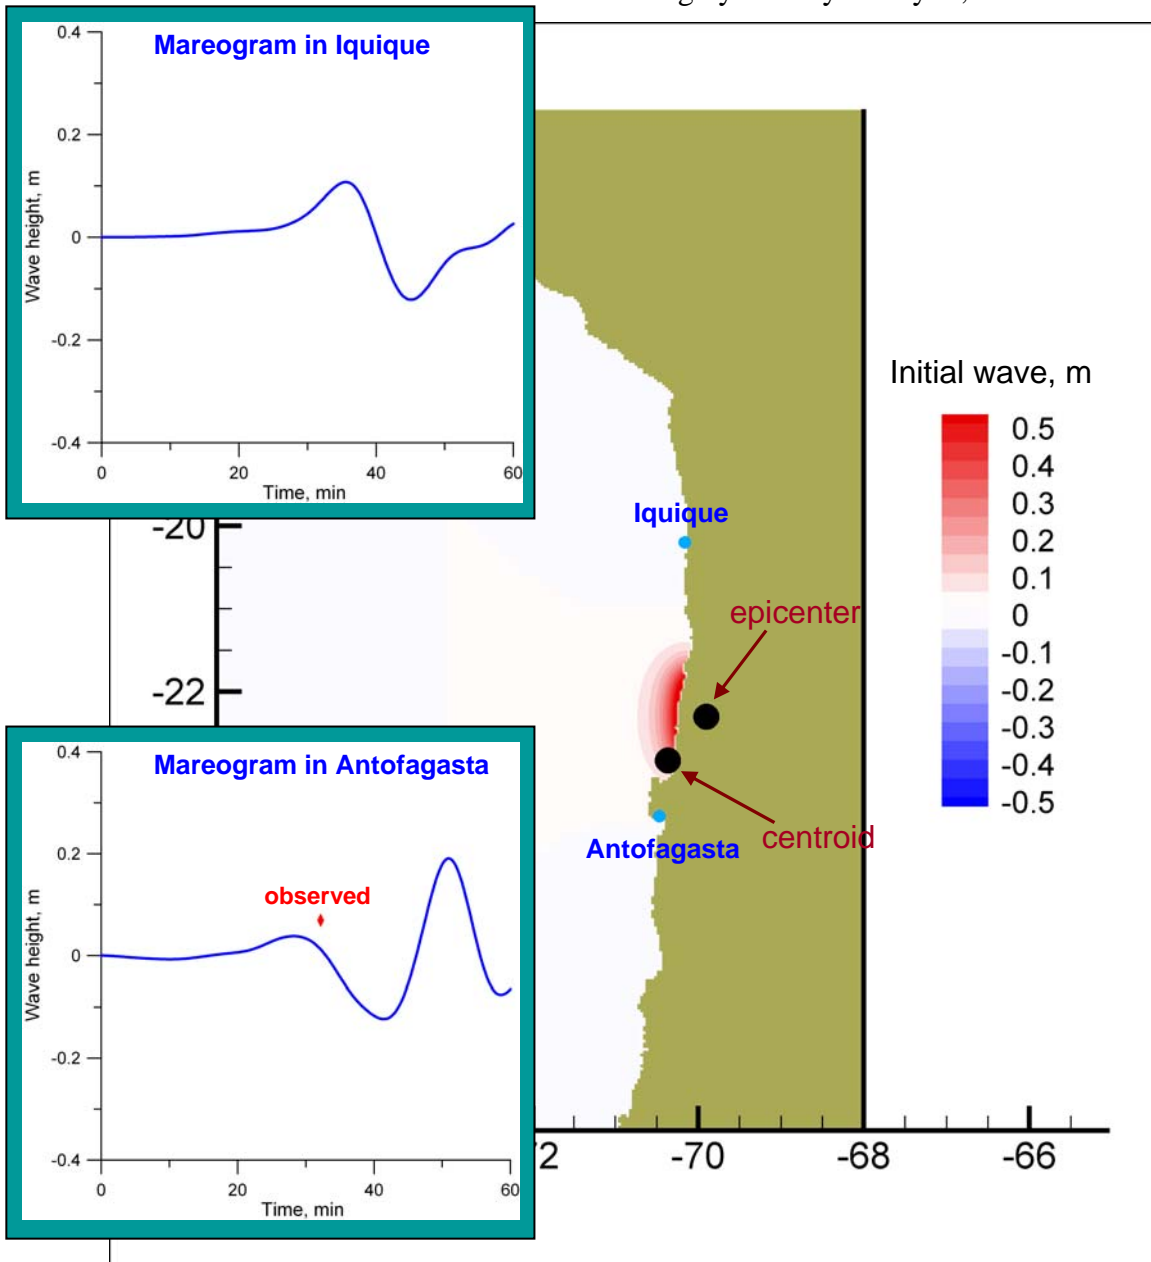 Mareogram in Iquique
0.4
0.2
0
-0.2
-0.4
Wave height, m
0
20
40
60
Time, min
Initial wave, m
0.5
0.4
0.3
0.2
0.1
0
-0.1
-0.2
-0.3
-0.4
-0.5
-20
Iquique
epicenter
-22
Mareogram in Antofagasta
0.4
0.2
0
-0.2
-0.4
Wave height, m
observed
0
20
40
60
Time, min
centroid
Antofagasta
2
-70
-68
-66